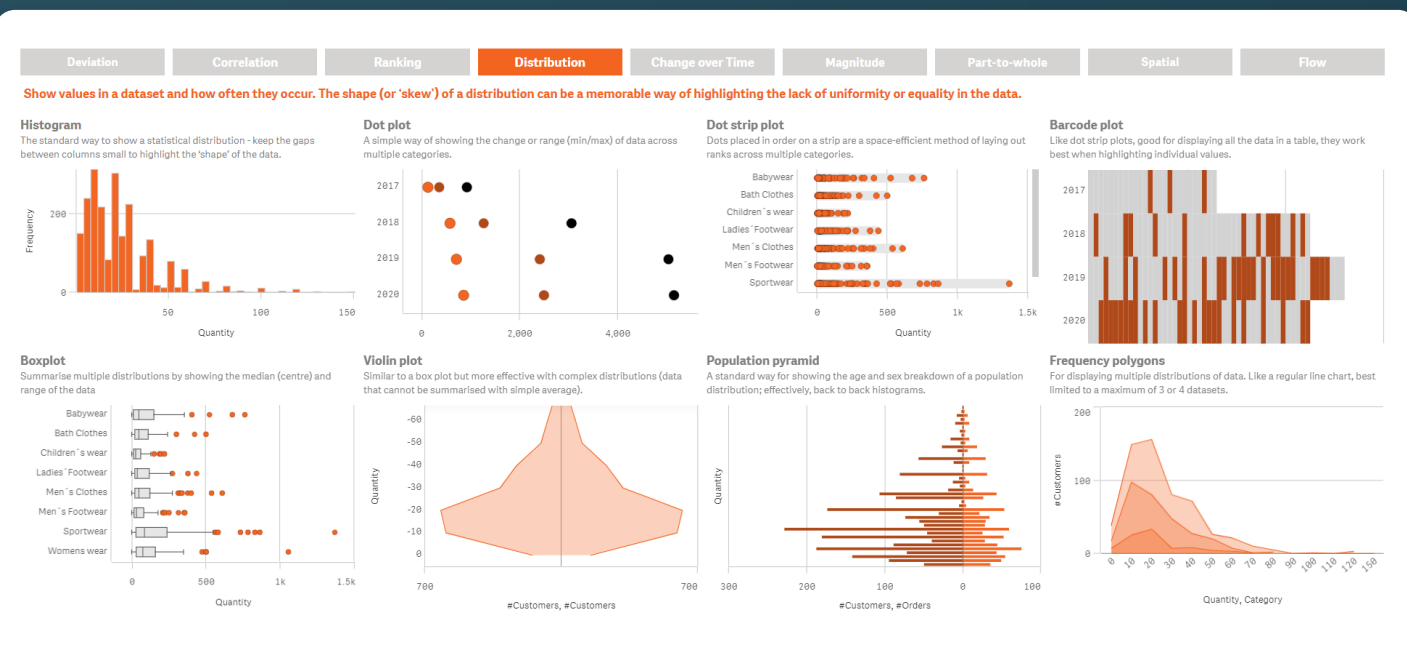 Deviation
Correlation
Ranking
Distribution
Change over Time
Magnitude
Part-to-whole
Spatial
Flow
Show values in a dataset and how often they occur. The shape (or ‘skew’) of a distribution can be a memorable way of highlighting the lack of uniformity or equality in the data.
Histogram
The standard way to show a statistical distribution - keep the gaps
between columns small to highlight the ‘shape’ of the data.
Frequency
200
0
50
100
150
Quantity
Dot plot
A simple way of showing the change or range (min/max) of data across
multiple categories.
2017
2018
2019
2020
0
2,000
4,000
Dot strip plot
Dots placed in order on a strip are a space-efficient method of laying out
ranks across multiple categories.
Babywear
Bath Clothes
Children´s wear
Ladies´Footwear
Men´s Clothes
Men´s Footwear
Sportwear
0
500
1k
1.5k
Quantity
Barcode plot
Like dot strip plots, good for displaying all the data in a table, they work
best when highlighting individual values.
2017
2018
2019
2020
Boxplot
Summarise multiple distributions by showing the median (centre) and
range of the data
Babywear
Bath Clothes
Children´s wear
Ladies´Footwear
Men´s Clothes
Men´s Footwear
Sportwear
Womens wear
0
500
1k
1.5k
Quantity
Violin plot
Similar to a box plot but more effective with complex distributions (data
that cannot be summarised with simple average).
Quantity
-60
-50
-40
-30
-20
-10
0
700
700
#Customers, #Customers
Population pyramid
A standard way for showing the age and sex breakdown of a population
distribution; effectively, back to back histograms.
Quantity
300
200
100
0
100
#Customers, #Orders
Frequency polygons
For displaying multiple distributions of data. Like a regular line chart, best
limited to a maximum of 3 or 4 datasets.
#Customers
200
100
0
0
10
20
30
40
50
60
70
80
90
100
110
120
150
Quantity, Category